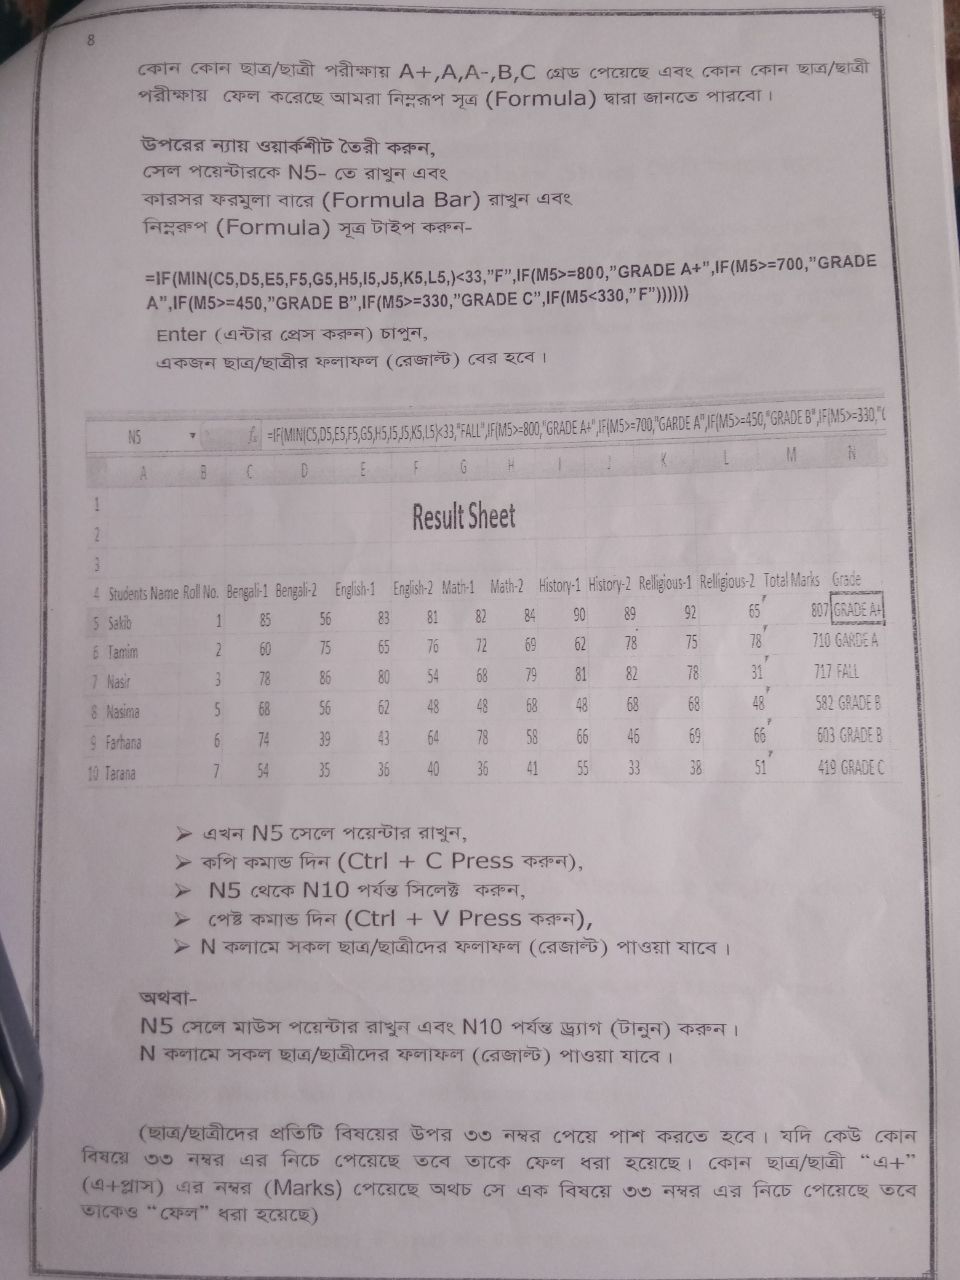 8
কোন কোন ছাত্র/ছাত্রী পরীক্ষায় A+,A,A-,B,C গ্রেড পেয়েছে এবং কোন কোন ছাত্র/ছাত্রী
পরীক্ষায় ফেল করেছে আমরা নিম্নরূপ সূত্র (Formula) দ্বারা জানতে পারবো।
উপরের ন্যায় ওয়ার্কশীট তৈরী করুন,
সেল পয়েন্টারকে N5- তে রাখুন এবং
কারসর ফরমুলা বারে (Formula Bar) রাখুন এবং
নিম্নরুপ (Formula) সূত্র টাইপ করুন-
=IF(MIN(C5,D5,E5,F5,G5,H5,I5,J5,K5,L5,)<33,"F",IF(M5>=800,"GRADE A+",IF(M5>=700,"GRADE
A",IF(M5>=450,"GRADE B",IF(M5>=330,"GRADE C",IF(M5<330,"F"))))))
Enter (এন্টার প্রেস করুন) চাপুন,
একজন ছাত্র/ছাত্রীর ফলাফল (রেজাল্ট) বের হবে।
N5 fx =IF(MIN(C5,D5,E5,F5,G5,H5,I5,J5,K5,L5)<33,"FALL",IF(M5>=800,"GRADE A+",IF(M5>=700,"GARDE A",IF(M5>=450,"GRADE B",IF(M5>=330,"
A B C D E F G H I J K L M N
1
2 Result Sheet
3
4 Students Name Roll No. Bengali-1 Bengali-2 English-1 English-2 Math-1 Math-2 History-1 History-2 Relligious-1 Relligious-2 Total Marks Grade
5 Sakib 1 85 56 83 81 82 84 90 89 92 65 807 GRADE A+
6 Tamim 2 60 75 65 76 72 69 62 78 75 78 710 GARDE A
7 Nasir 3 78 86 80 54 68 79 81 82 78 31 717 FALL
8 Nasima 5 68 56 62 48 48 68 48 68 68 48 582 GRADE B
9 Farhana 6 74 39 43 64 78 58 66 46 69 66 603 GRADE B
10 Tarana 7 54 35 36 40 36 41 55 33 38 51 419 GRADE C
➤ এখন N5 সেলে পয়েন্টার রাখুন,
➤ কপি কমান্ড দিন (Ctrl + C Press করুন),
➤ N5 থেকে N10 পর্যন্ত সিলেক্ট করুন,
➤ পেষ্ট কমান্ড দিন (Ctrl + V Press করুন),
➤ N কলামে সকল ছাত্র/ছাত্রীদের ফলাফল (রেজাল্ট) পাওয়া যাবে।
অথবা-
N5 সেলে মাউস পয়েন্টার রাখুন এবং N10 পর্যন্ত ড্র্যাগ (টানুন) করুন।
N কলামে সকল ছাত্র/ছাত্রীদের ফলাফল (রেজাল্ট) পাওয়া যাবে।
(ছাত্র/ছাত্রীদের প্রতিটি বিষয়ের উপর ৩৩ নম্বর পেয়ে পাশ করতে হবে। যদি কেউ কোন
বিষয়ে ৩৩ নম্বর এর নিচে পেয়েছে তবে তাকে ফেল ধরা হয়েছে। কোন ছাত্র/ছাত্রী “এ+”
(এ+প্লাস) এর নম্বর (Marks) পেয়েছে অথচ সে এক বিষয়ে ৩৩ নম্বর এর নিচে পেয়েছে তবে
তাকেও “ফেল” ধরা হয়েছে)